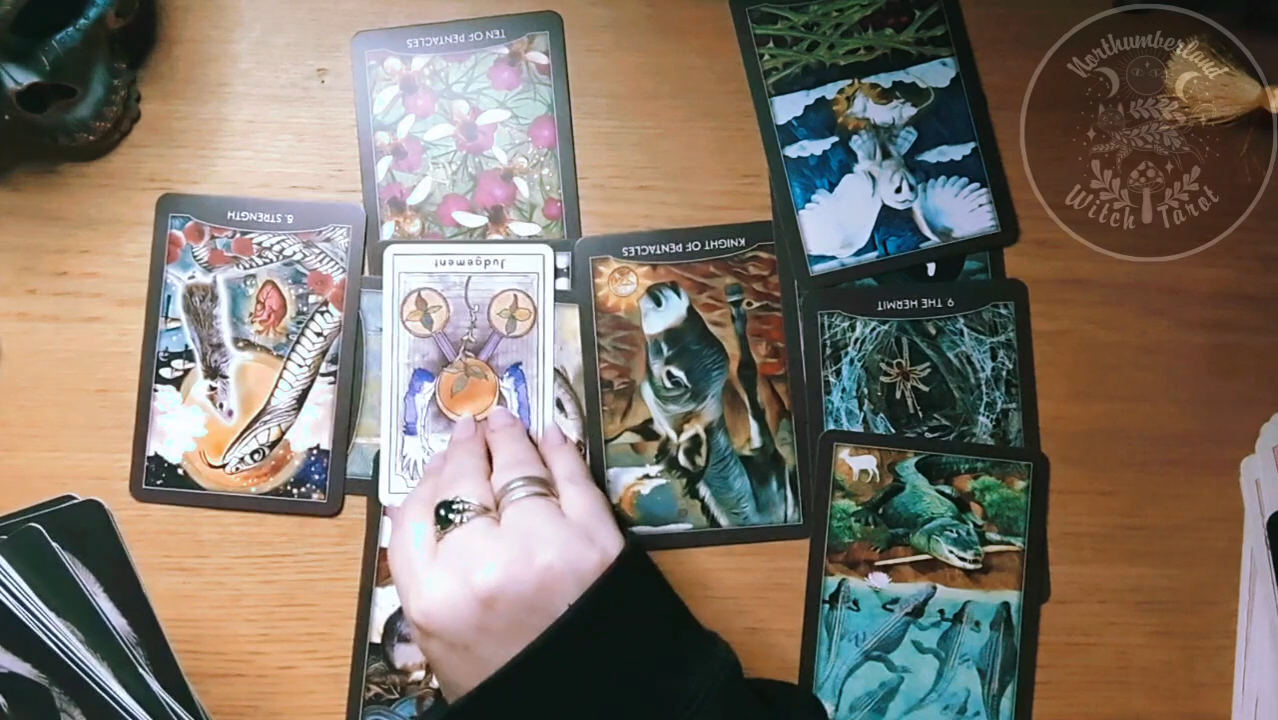 TEN OF PENTACLES
Northumberland
Witch Tarot
8. STRENGTH
Judgement
KNIGHT OF PENTACLES
9. THE HERMIT